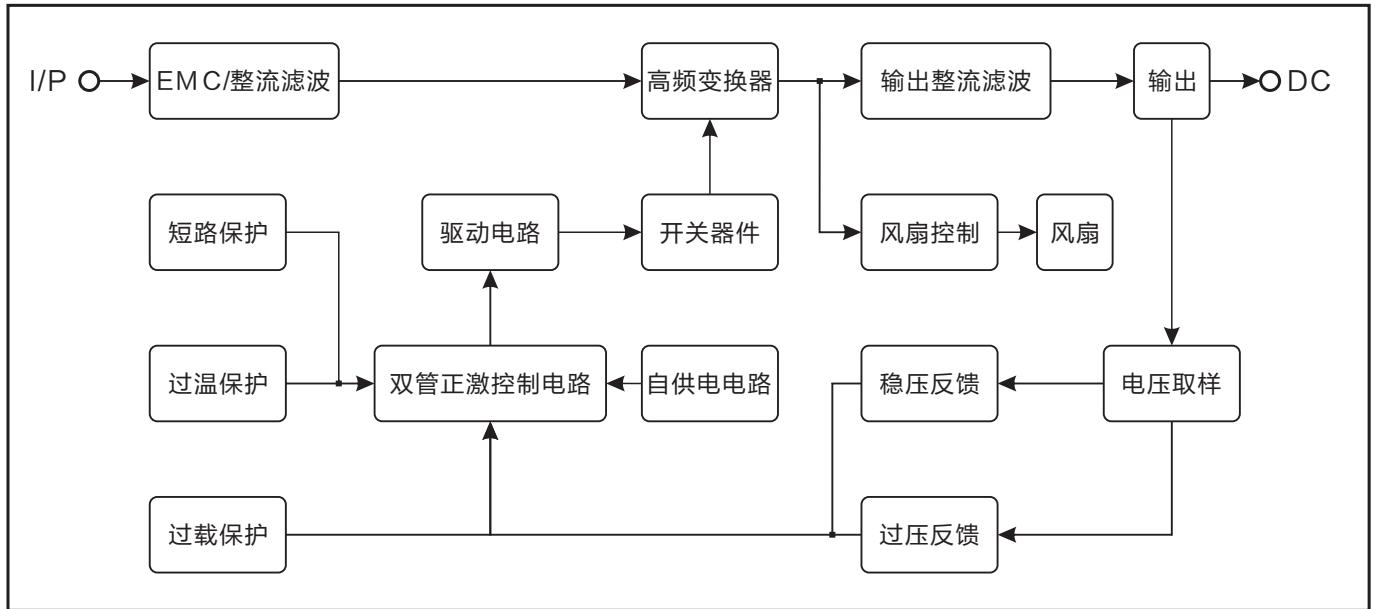 I/P
EMC/整流滤波
高频变换器
输出整流滤波
输出
DC
短路保护
驱动电路
开关器件
风扇控制
风扇
过温保护
双管正激控制电路
自供电电路
稳压反馈
电压取样
过载保护
过压反馈